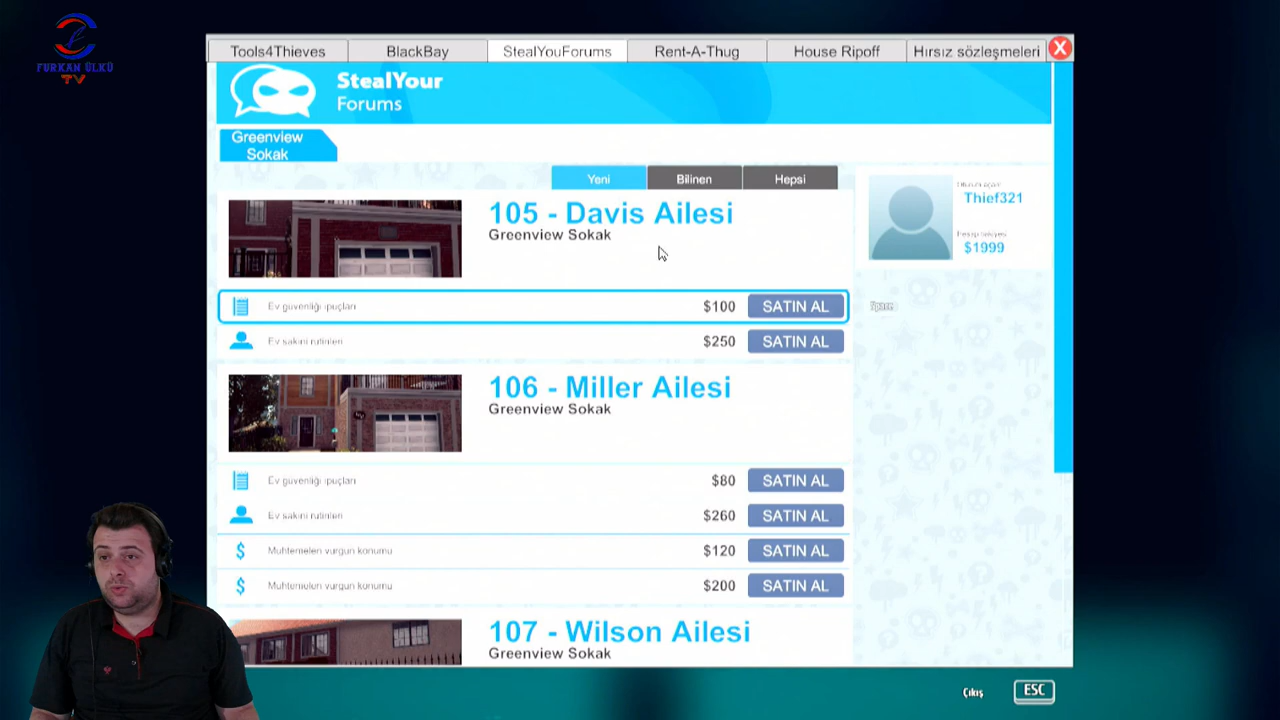 FURKAN ÜLKÜ
TV
Tools4Thieves
BlackBay
StealYouForums
Rent-A-Thug
House Ripoff
Hırsız sözleşmeleri
X
StealYour
Forums
Greenview
Sokak
Yeni
Bilinen
Hepsi
105 - Davis Ailesi
Greenview Sokak
Thief321
$1999
Ev güvenliği ipuçları
$100
SATIN AL
Space
Ev sakini rutinleri
$250
SATIN AL
106 - Miller Ailesi
Greenview Sokak
Ev güvenliği ipuçları
$80
SATIN AL
Ev sakini rutinleri
$260
SATIN AL
Muhtemelen vurgun konumu
$120
SATIN AL
Muhtemelen vurgun konumu
$200
SATIN AL
107 - Wilson Ailesi
Greenview Sokak
Çıkış
ESC